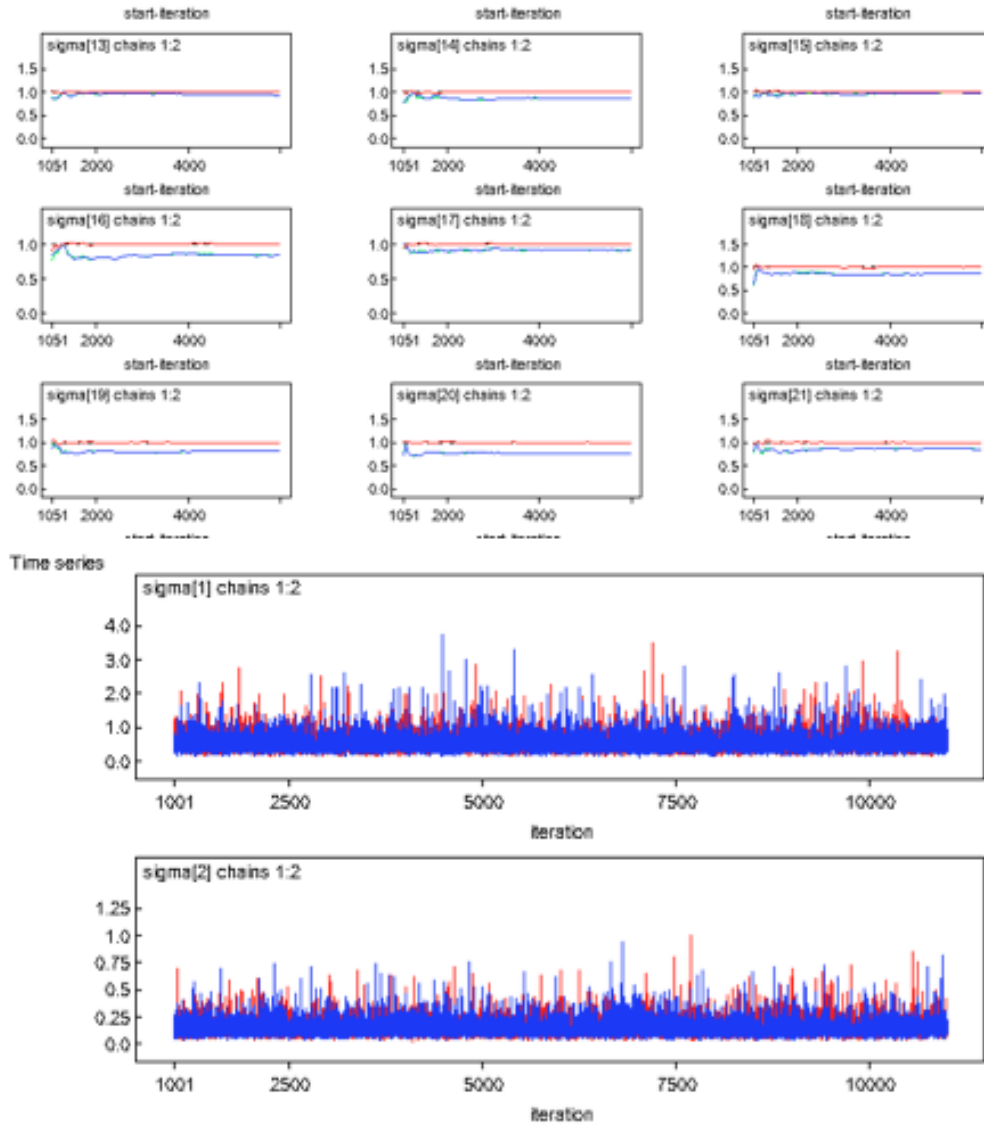 start-iteration start-iteration start-iteration
sigma[13] chains 1:2 sigma[14] chains 1:2 sigma[15] chains 1:2
1.5 1.5 1.5
1.0 1.0 1.0
0.5 0.5 0.5
0.0 0.0 0.0
1051 2000 4000 1051 2000 4000 1051 2000 4000
start-iteration start-iteration start-iteration
sigma[16] chains 1:2 sigma[17] chains 1:2 sigma[18] chains 1:2
1.5
1.0 1.0 1.0
0.5 0.5 0.5
0.0 0.0 0.0
1051 2000 4000 1051 2000 4000 1051 2000 4000
start-iteration start-iteration start-iteration
sigma[19] chains 1:2 sigma[20] chains 1:2 sigma[21] chains 1:2
1.5 1.5 1.5
1.0 1.0 1.0
0.5 0.5 0.5
0.0 0.0 0.0
1051 2000 4000 1051 2000 4000 1051 2000 4000
start-iteration start-iteration start-iteration
Time series
sigma[1] chains 1:2
4.0
3.0
2.0
1.0
0.0
1001 2500 5000 7500 10000
iteration
sigma[2] chains 1:2
1.25
1.0
0.75
0.5
0.25
0.0
1001 2500 5000 7500 10000
iteration